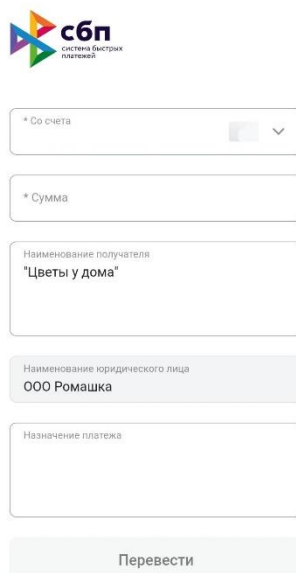 сбп
система быстрых
платежей
* Со счета
* Сумма
Наименование получателя
"Цветы у дома"
Наименование юридического лица
ООО Ромашка
Назначение платежа
Перевести